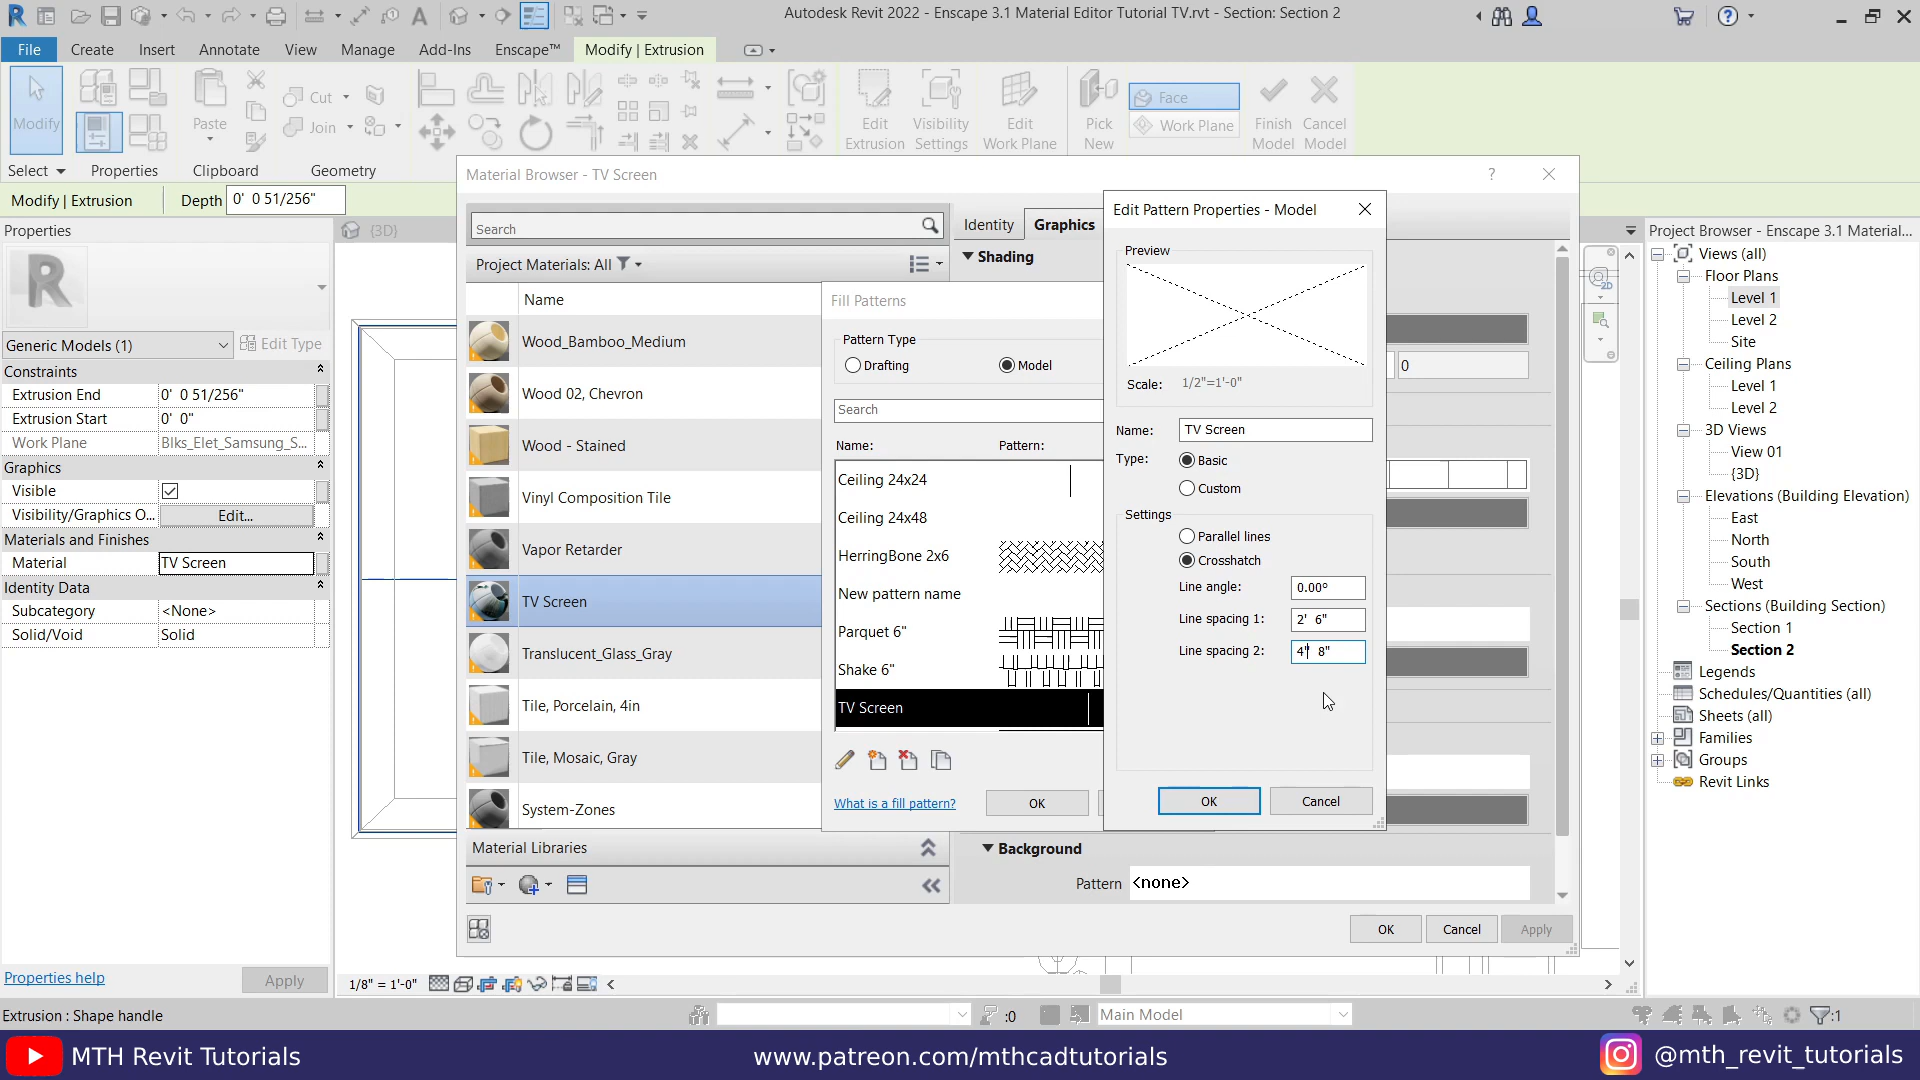 Autodesk Revit 2022 - Enscape 3.1 Material Editor Tutorial TV.rvt - Section: Section 2
File Create Insert Annotate View Manage Add-Ins Enscape™ Modify | Extrusion
Modify
Paste
Cut
Join
Edit Extrusion
Visibility Settings
Edit Work Plane
Pick New
Face
Work Plane
Finish Model
Cancel Model
Select Properties Clipboard Geometry
Modify | Extrusion Depth 0' 0 51/256"
Properties
R
Generic Models (1) Edit Type
Constraints
Extrusion End 0' 0 51/256"
Extrusion Start 0' 0"
Work Plane Blks_Elet_Samsung_S...
Graphics
Visible
Visibility/Graphics O... Edit...
Materials and Finishes
Material TV Screen
Identity Data
Subcategory <None>
Solid/Void Solid
Properties help Apply
{3D}
Material Browser - TV Screen ?
Search
Project Materials: All
Name
Wood_Bamboo_Medium
Wood 02, Chevron
Wood - Stained
Vinyl Composition Tile
Vapor Retarder
TV Screen
Translucent_Glass_Gray
Tile, Porcelain, 4in
Tile, Mosaic, Gray
System-Zones
Material Libraries
Identity Graphics
Shading
0
Background
Pattern <none>
OK Cancel Apply
Fill Patterns
Pattern Type
Drafting Model
Search
Name: Pattern:
Ceiling 24x24
Ceiling 24x48
HerringBone 2x6
New pattern name
Parquet 6"
Shake 6"
TV Screen
What is a fill pattern? OK
Edit Pattern Properties - Model
Preview
Scale: 1/2"=1'-0"
Name: TV Screen
Type: Basic
Custom
Settings
Parallel lines
Crosshatch
Line angle: 0.00°
Line spacing 1: 2' 6"
Line spacing 2: 4" 8"
OK Cancel
2D
Project Browser - Enscape 3.1 Material...
Views (all)
Floor Plans
Level 1
Level 2
Site
Ceiling Plans
Level 1
Level 2
3D Views
View 01
{3D}
Elevations (Building Elevation)
East
North
South
West
Sections (Building Section)
Section 1
Section 2
Legends
Schedules/Quantities (all)
Sheets (all)
Families
Groups
Revit Links
1/8" = 1'-0"
Extrusion : Shape handle :0 Main Model :1
MTH Revit Tutorials www.patreon.com/mthcadtutorials @mth_revit_tutorials